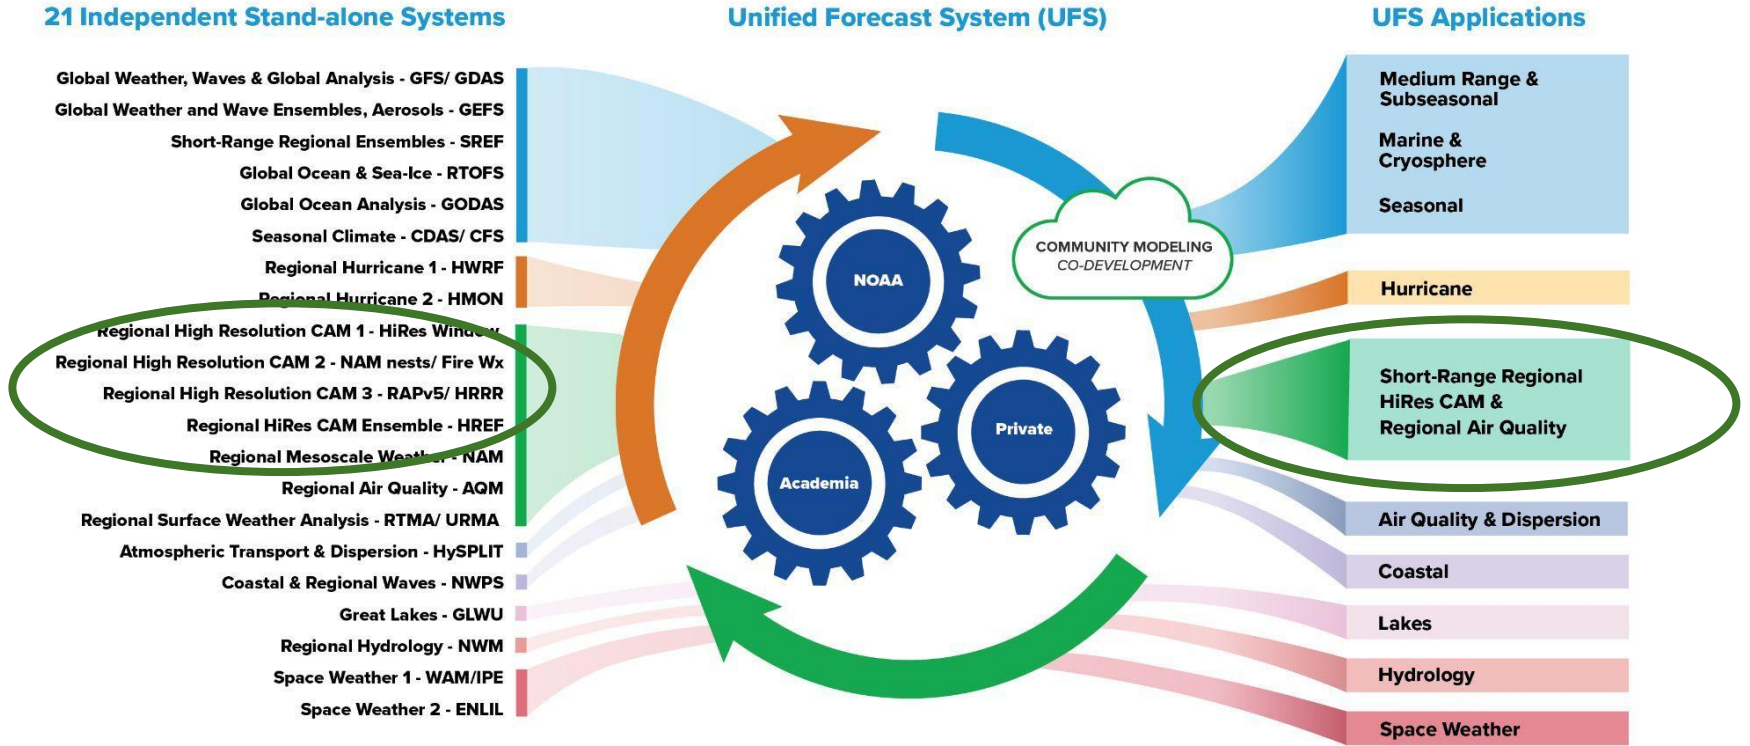 21 Independent Stand-alone Systems
Global Weather, Waves & Global Analysis - GFS/ GDAS
Global Weather and Wave Ensembles, Aerosols - GEFS
Short-Range Regional Ensembles - SREF
Global Ocean & Sea-Ice - RTOFS
Global Ocean Analysis - GODAS
Seasonal Climate - CDAS/ CFS
Regional Hurricane 1 - HWRF
Regional Hurricane 2 - HMON
Regional High Resolution CAM 1 - HiRes Window
Regional High Resolution CAM 2 - NAM nests/ Fire Wx
Regional High Resolution CAM 3 - RAPv5/ HRRR
Regional HiRes CAM Ensemble - HREF
Regional Mesoscale Weather - NAM
Regional Air Quality - AQM
Regional Surface Weather Analysis - RTMA/ URMA
Atmospheric Transport & Dispersion - HySPLIT
Coastal & Regional Waves - NWPS
Great Lakes - GLWU
Regional Hydrology - NWM
Space Weather 1 - WAM/IPE
Space Weather 2 - ENLIL
Unified Forecast System (UFS)
NOAA
COMMUNITY MODELING
CO-DEVELOPMENT
Private
Academia
UFS Applications
Medium Range &
Subseasonal
Marine &
Cryosphere
Seasonal
Hurricane
Short-Range Regional
HiRes CAM &
Regional Air Quality
Air Quality & Dispersion
Coastal
Lakes
Hydrology
Space Weather